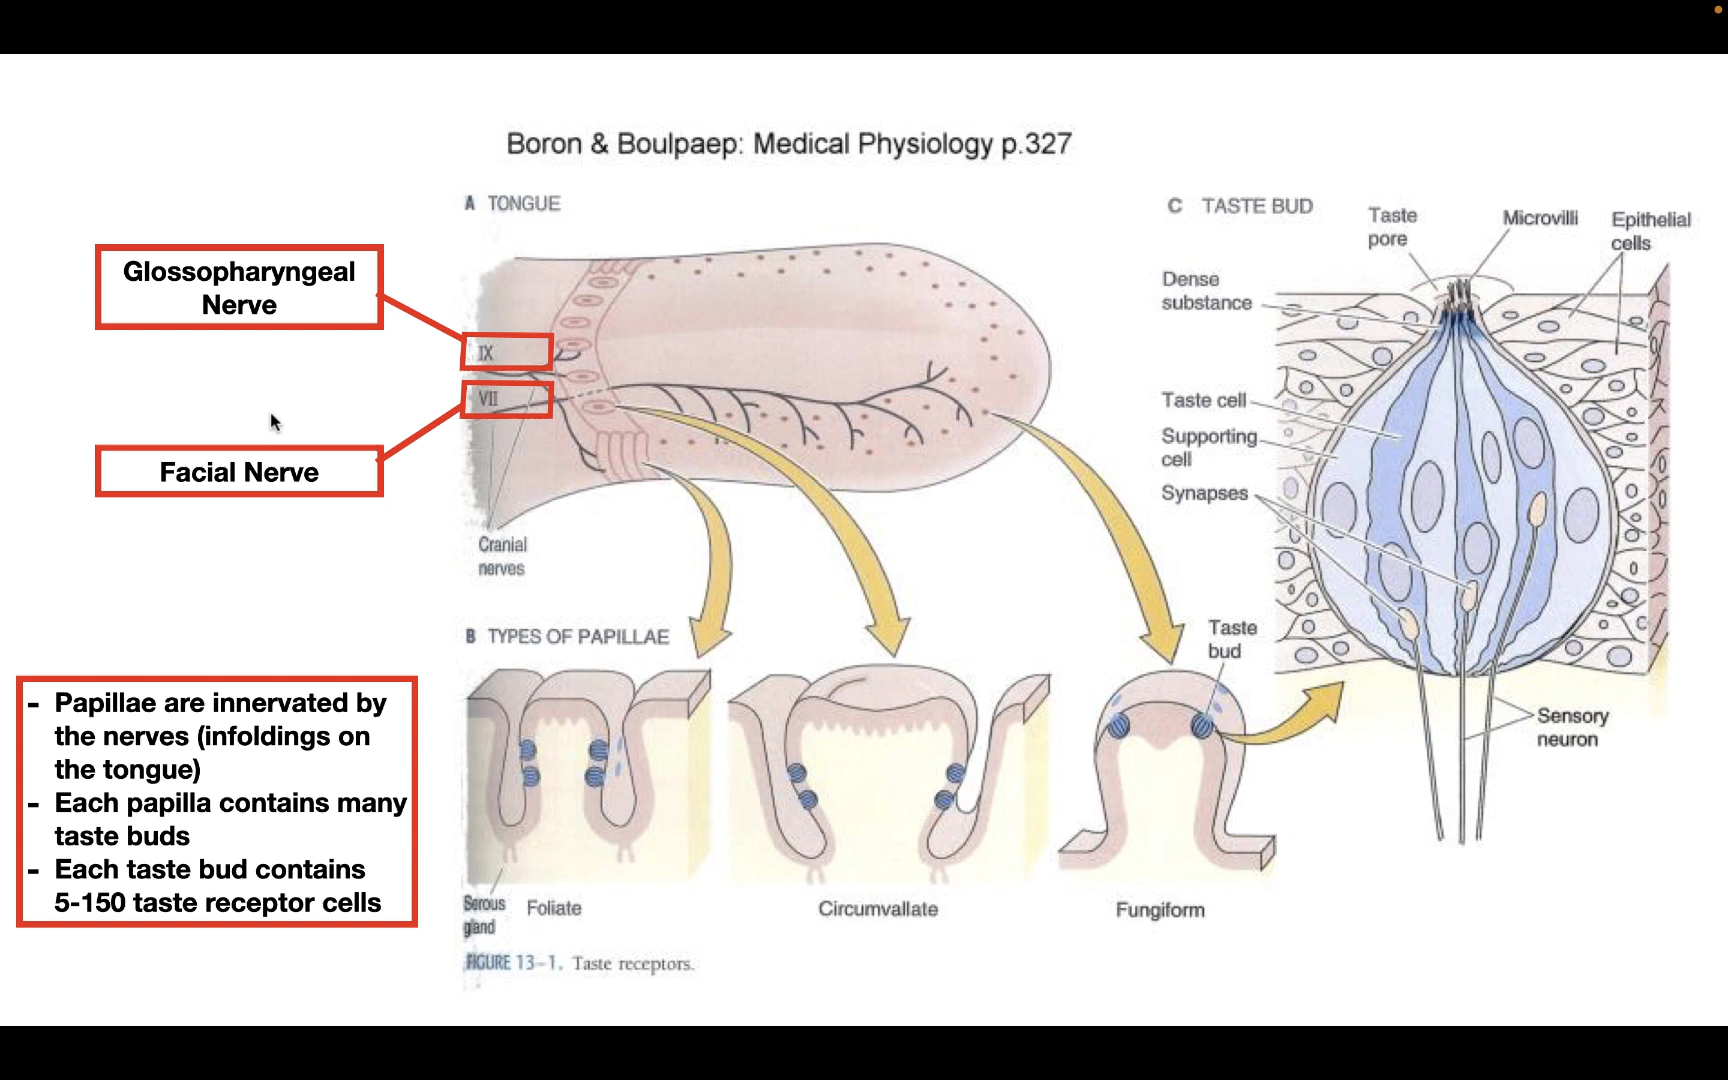 Boron & Boulpaep: Medical Physiology p.327
A TONGUE
Glossopharyngeal
Nerve
IX
VII
Facial Nerve
Cranial
nerves
C TASTE BUD
Taste
pore
Microvilli
Epithelial
cells
Dense
substance
Taste cell
Supporting
cell
Synapses
Sensory
neuron
B TYPES OF PAPILLAE
Taste
bud
- Papillae are innervated by
the nerves (infoldings on
the tongue)
- Each papilla contains many
taste buds
- Each taste bud contains
5-150 taste receptor cells
Serous
gland
Foliate
Circumvallate
Fungiform
FIGURE 13-1. Taste receptors.